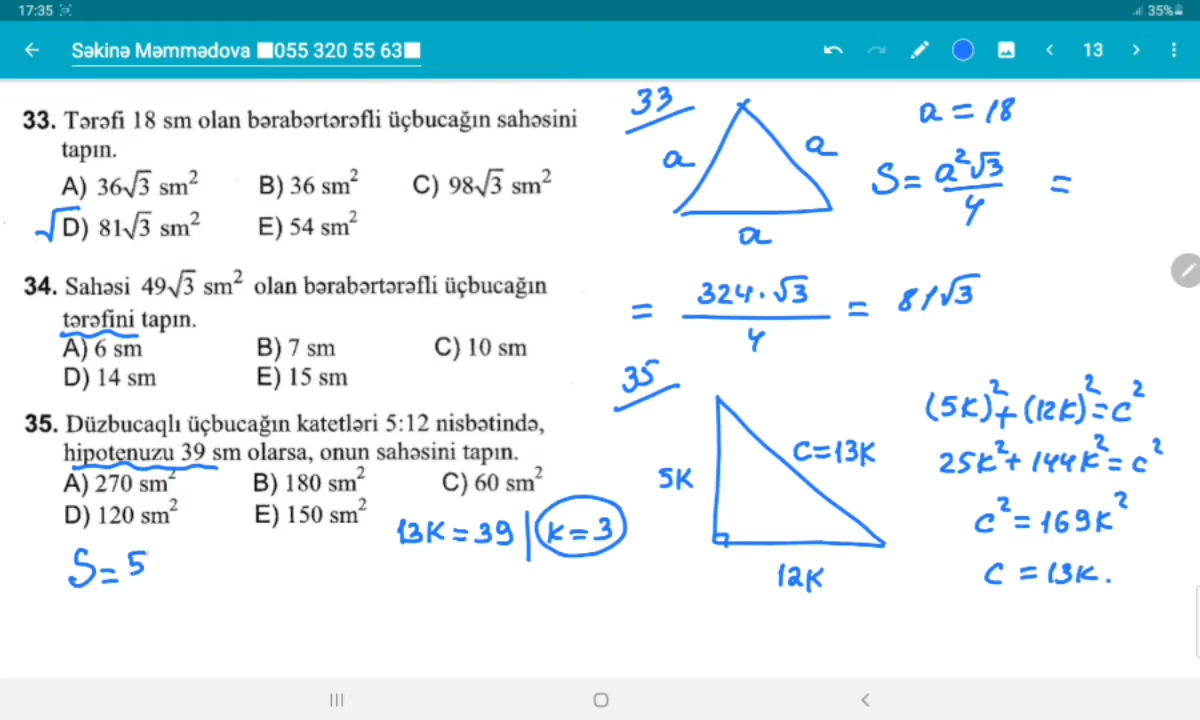 17:35
35%
Səkinə Məmmədova 055 320 55 63
13
33. Tərəfi 18 sm olan bərabərtərəfli üçbucağın sahəsini
tapın.
A) 36√3 sm²  B) 36 sm²  C) 98√3 sm²
√D) 81√3 sm²  E) 54 sm²
34. Sahəsi 49√3 sm² olan bərabərtərəfli üçbucağın
tərəfini tapın.
A) 6 sm  B) 7 sm  C) 10 sm
D) 14 sm  E) 15 sm
35. Düzbucaqlı üçbucağın katetləri 5:12 nisbətində,
hipotenuzu 39 sm olarsa, onun sahəsini tapın.
A) 270 sm²  B) 180 sm²  C) 60 sm²
D) 120 sm²  E) 150 sm²
13K = 39 | K = 3
S = 5
33
a
a
a
a = 18
S = a²√3/4 =
= 324·√3/4 = 81√3
35
5K
C=13K
12K
(5K)² + (12K)² = c²
25K² + 144K² = c²
c² = 169K²
c = 13K.